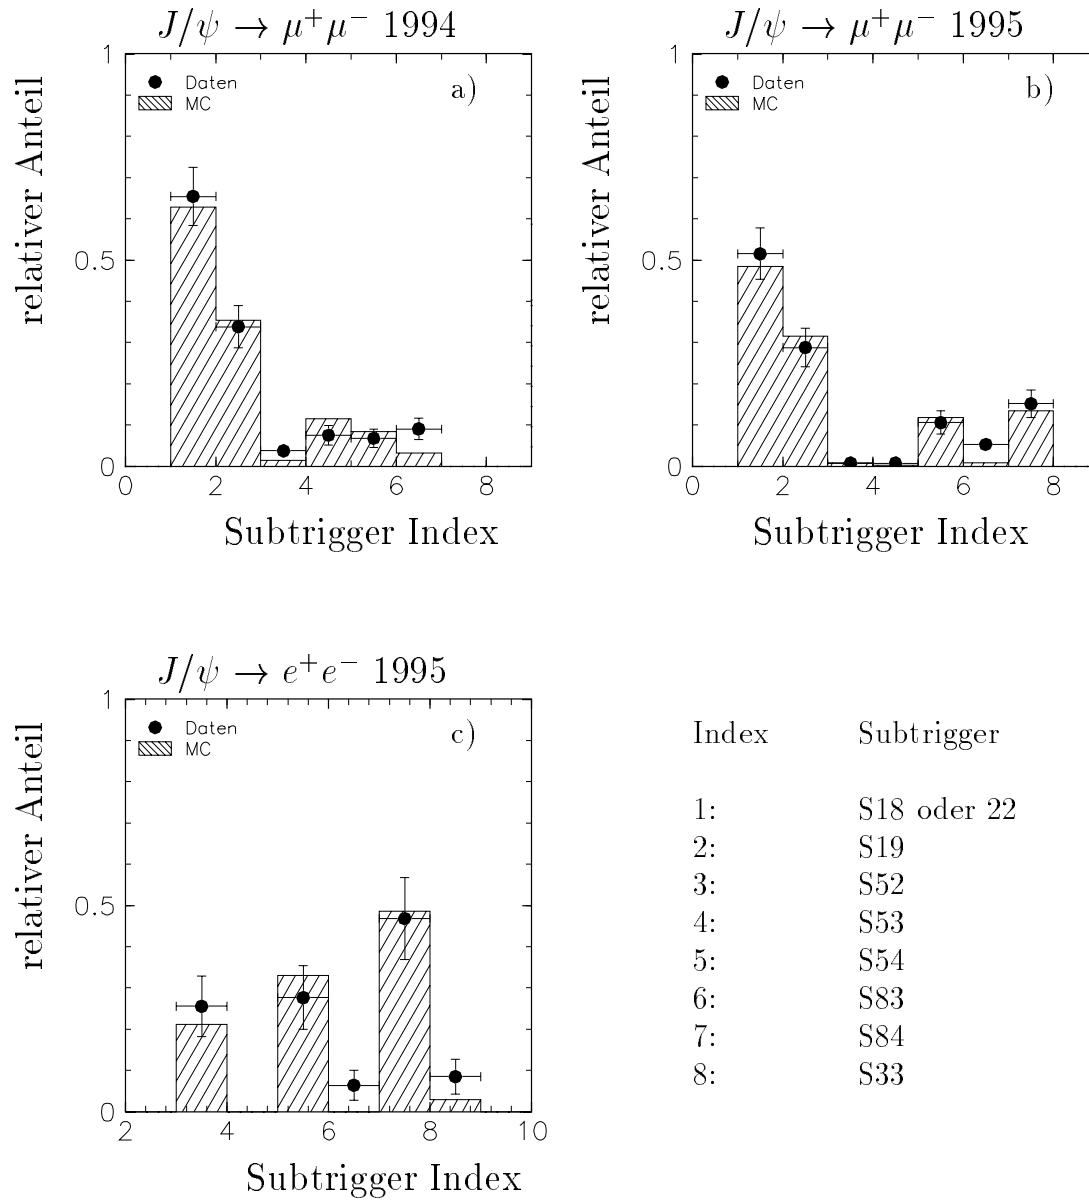 J/ψ → μ⁺μ⁻ 1994
1
Daten
MC
a)
relativer Anteil
0.5
0
0 2 4 6 8
Subtrigger Index
J/ψ → μ⁺μ⁻ 1995
1
Daten
MC
b)
relativer Anteil
0.5
0
0 2 4 6 8
Subtrigger Index
J/ψ → e⁺e⁻ 1995
1
Daten
MC
c)
relativer Anteil
0.5
0
2 4 6 8 10
Subtrigger Index
Index Subtrigger
1: S18 oder 22
2: S19
3: S52
4: S53
5: S54
6: S83
7: S84
8: S33